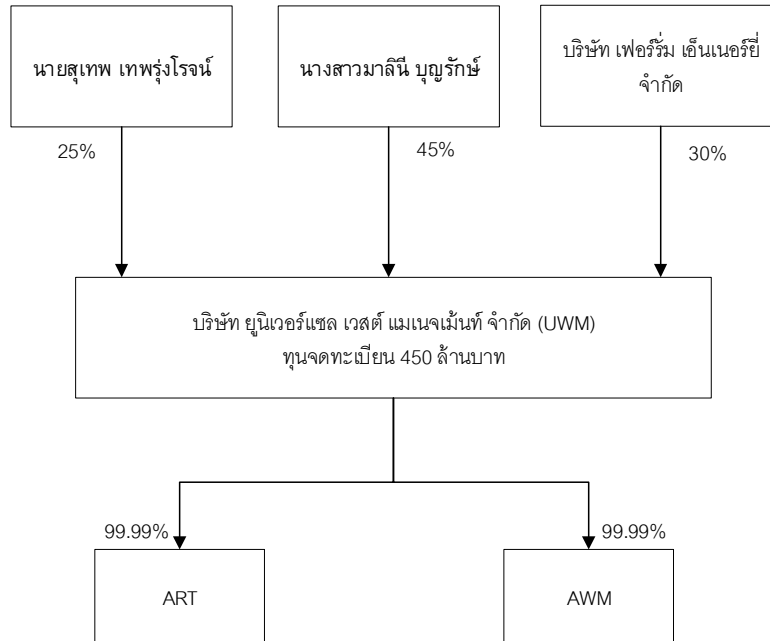 นายสุเทพ เทพรุ่งโรจน์
นางสาวมาลินี บุญรักษ์
บริษัท เฟอร์รั่ม เอ็นเนอร์ยี่
จำกัด
25%
45%
30%
บริษัท ยูนิเวอร์แซล เวสต์ แมเนจเม้นท์ จำกัด (UWM)
ทุนจดทะเบียน 450 ล้านบาท
99.99%
99.99%
ART
AWM